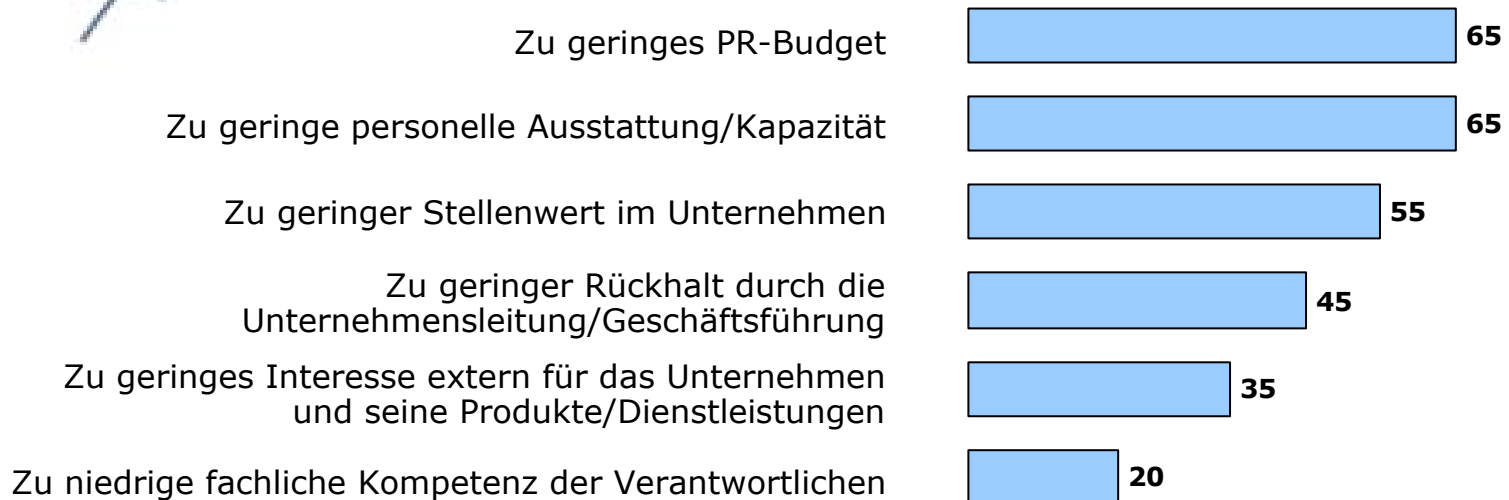 Zu geringes PR-Budget 65
Zu geringe personelle Ausstattung/Kapazität 65
Zu geringer Stellenwert im Unternehmen 55
Zu geringer Rückhalt durch die
Unternehmensleitung/Geschäftsführung 45
Zu geringes Interesse extern für das Unternehmen
und seine Produkte/Dienstleistungen 35
Zu niedrige fachliche Kompetenz der Verantwortlichen 20